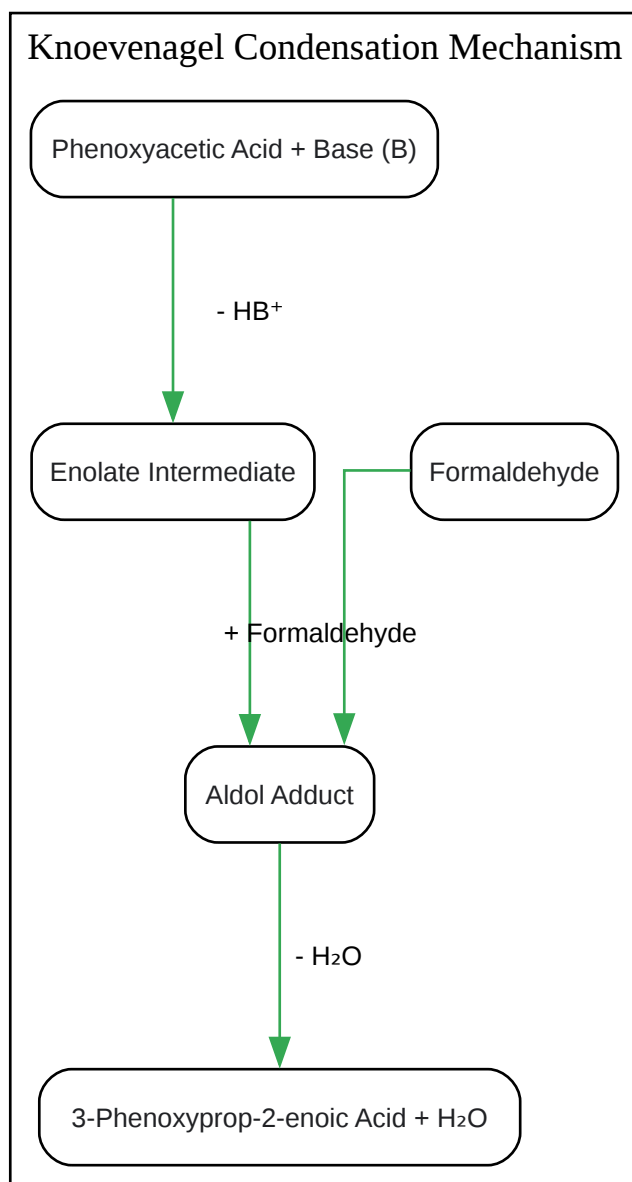 Knoevenagel Condensation Mechanism
Phenoxyacetic Acid + Base (B)
- HB⁺
Enolate Intermediate
Formaldehyde
+ Formaldehyde
Aldol Adduct
- H₂O
3-Phenoxyprop-2-enoic Acid + H₂O